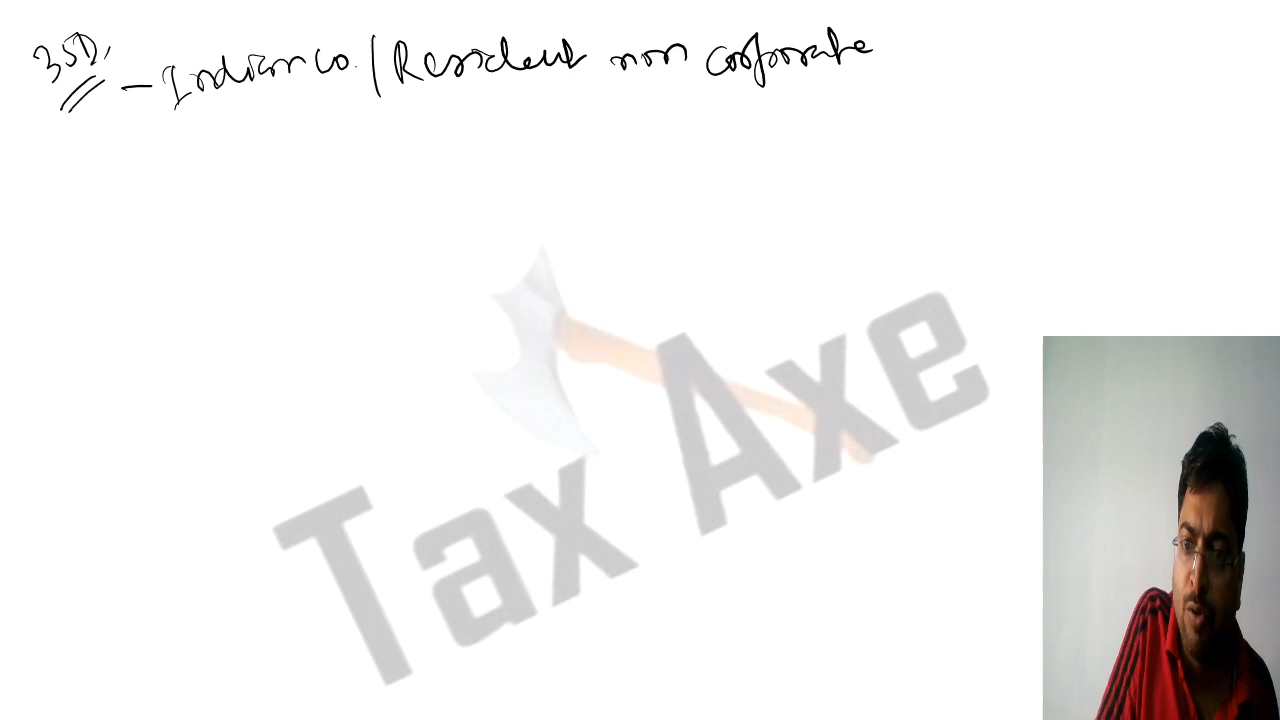 35D. - Indian co. / Resident non corporate
Tax Axe